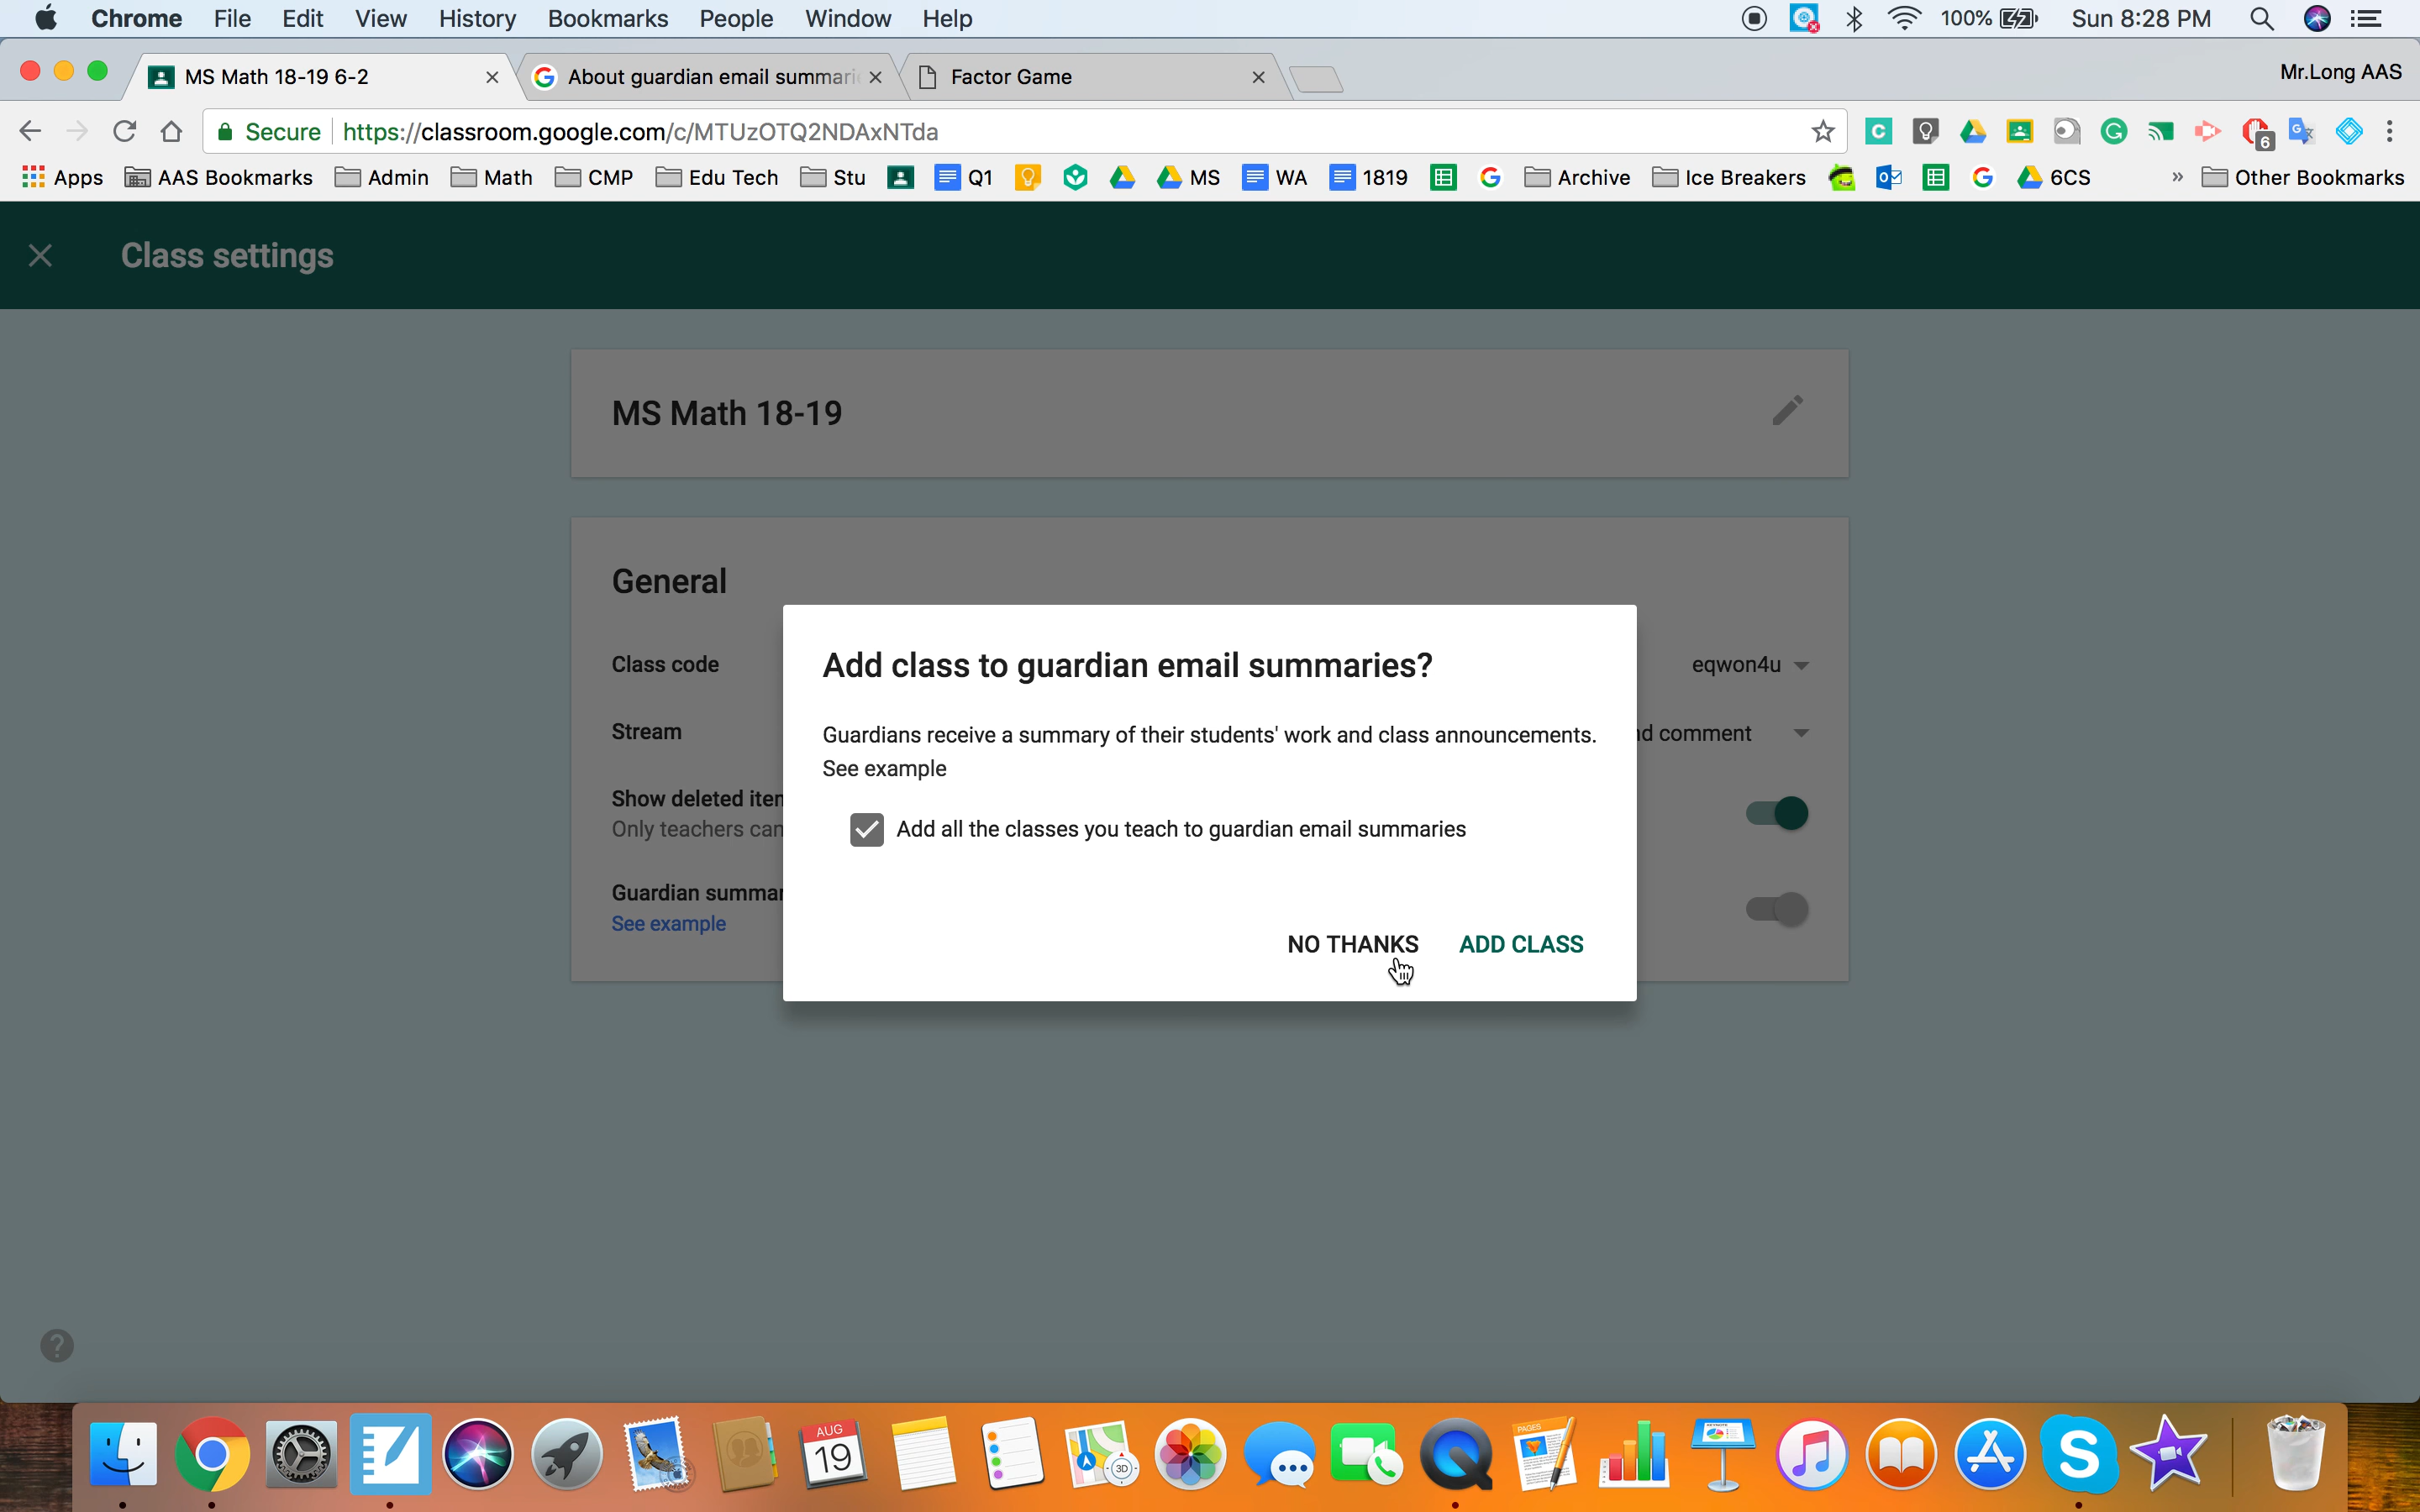 Chrome File Edit View History Bookmarks People Window Help 100% Sun 8:28 PM
MS Math 18-19 6-2 About guardian email summari Factor Game Mr.Long AAS
Secure https://classroom.google.com/c/MTUzOTQ2NDAxNTda
6
Apps AAS Bookmarks Admin Math CMP Edu Tech Stu Q1 MS WA 1819 Archive Ice Breakers 6CS » Other Bookmarks
Class settings
MS Math 18-19
General
Class code eqwon4u
Stream nd comment
Show deleted iten
Only teachers can
Guardian summar
See example
Add class to guardian email summaries?
Guardians receive a summary of their students' work and class announcements.
See example
Add all the classes you teach to guardian email summaries
NO THANKS ADD CLASS
?
AUG
19
3D
PAGES